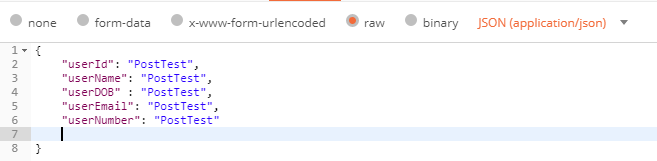 none form-data x-www-form-urlencoded raw binary JSON (application/json)
1 {
2 "userId": "PostTest",
3 "userName": "PostTest",
4 "userDOB" : "PostTest",
5 "userEmail": "PostTest",
6 "userNumber": "PostTest"
7
8 }